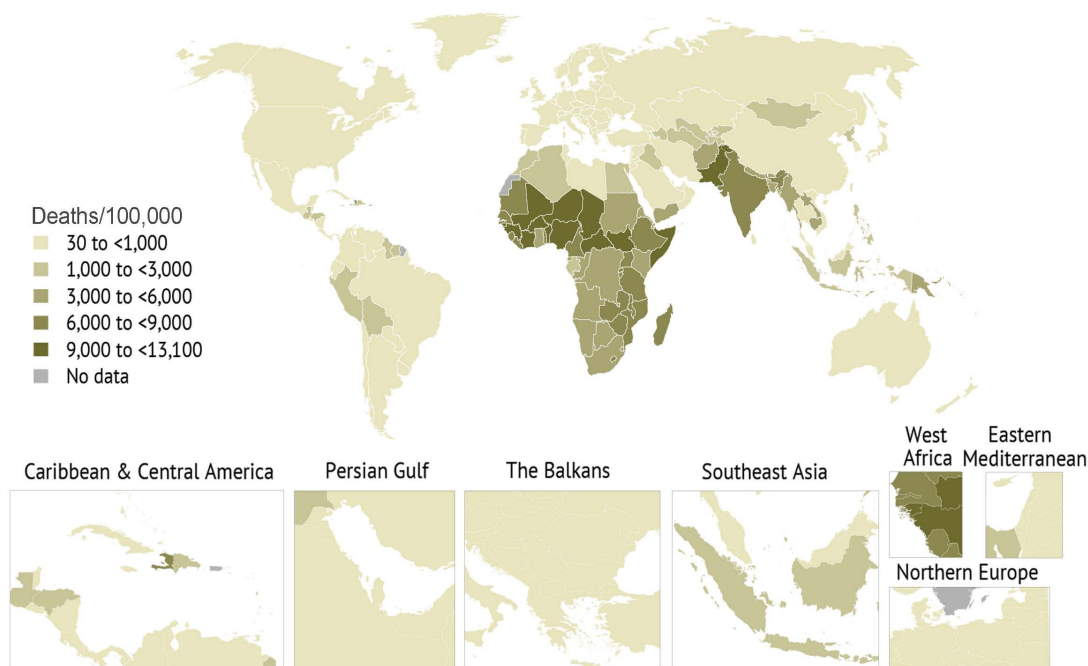 Deaths/100,000
30 to <1,000
1,000 to <3,000
3,000 to <6,000
6,000 to <9,000
9,000 to <13,100
No data
Caribbean & Central America
Persian Gulf
The Balkans
Southeast Asia
West
Africa
Eastern
Mediterranean
Northern Europe